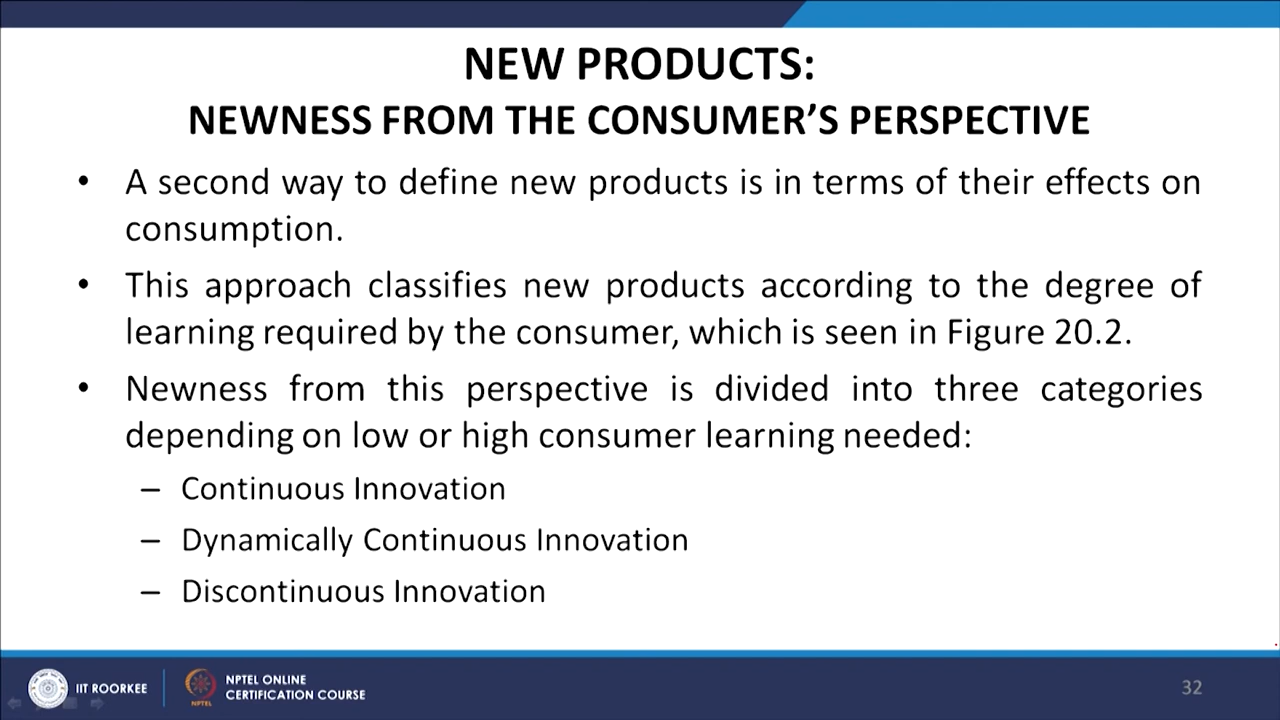 NEW PRODUCTS:
NEWNESS FROM THE CONSUMER’S PERSPECTIVE
• A second way to define new products is in terms of their effects on
consumption.
• This approach classifies new products according to the degree of
learning required by the consumer, which is seen in Figure 20.2.
• Newness from this perspective is divided into three categories
depending on low or high consumer learning needed:
– Continuous Innovation
– Dynamically Continuous Innovation
– Discontinuous Innovation
IIT ROORKEE
NPTEL
NPTEL ONLINE
CERTIFICATION COURSE
32